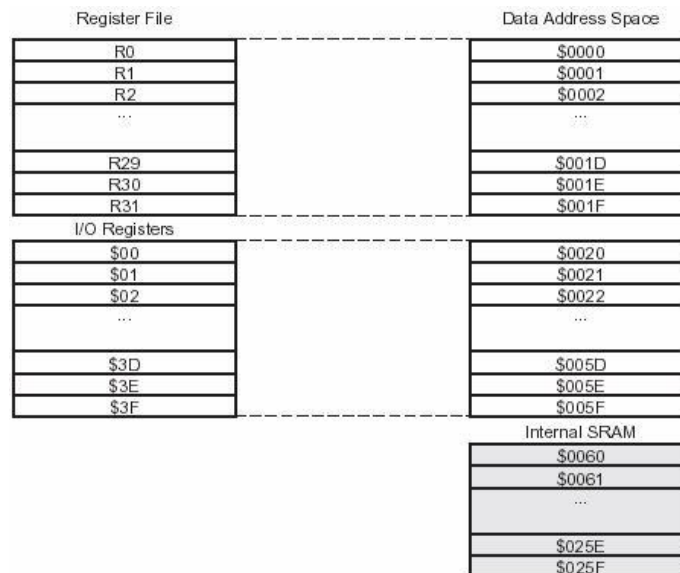 Register File
Data Address Space
R0
$0000
R1
$0001
R2
$0002
...
...
R29
$001D
R30
$001E
R31
$001F
I/O Registers
$00
$0020
$01
$0021
$02
$0022
...
...
$3D
$005D
$3E
$005E
$3F
$005F
Internal SRAM
$0060
$0061
...
$025E
$025F